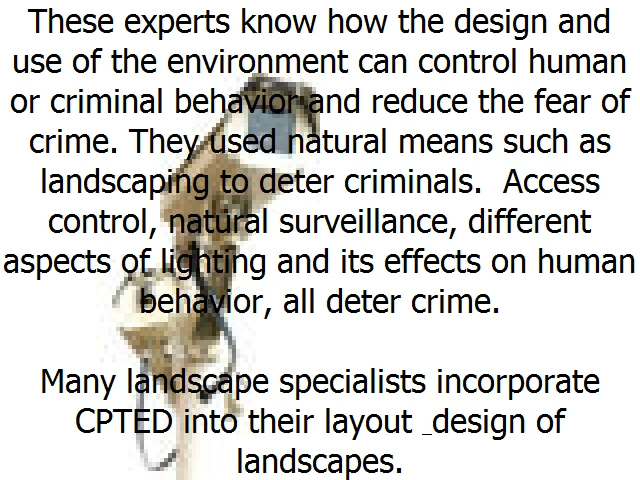 These experts know how the design and
use of the environment can control human
or criminal behavior and reduce the fear of
crime. They used natural means such as
landscaping to deter criminals.  Access
control, natural surveillance, different
aspects of lighting and its effects on human
behavior, all deter crime.
Many landscape specialists incorporate
CPTED into their layout _design of
landscapes.